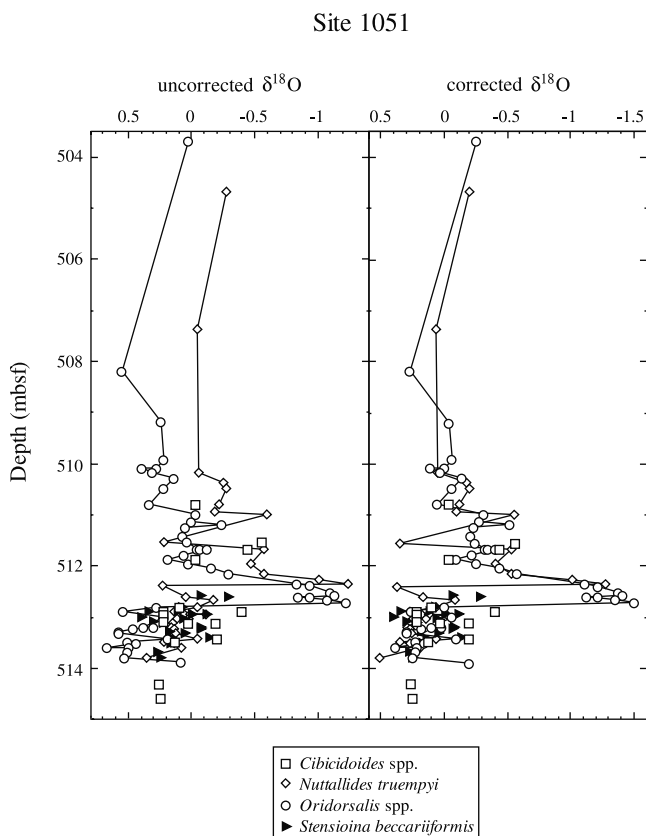 Site 1051
uncorrected δ18O
corrected δ18O
0.5 0 -0.5 -1
0.5 0 -0.5 -1 -1.5
504
506
508
510
512
514
Depth (mbsf)
Cibicidoides spp.
Nuttallides truempyi
Oridorsalis spp.
Stensioina beccariiformis